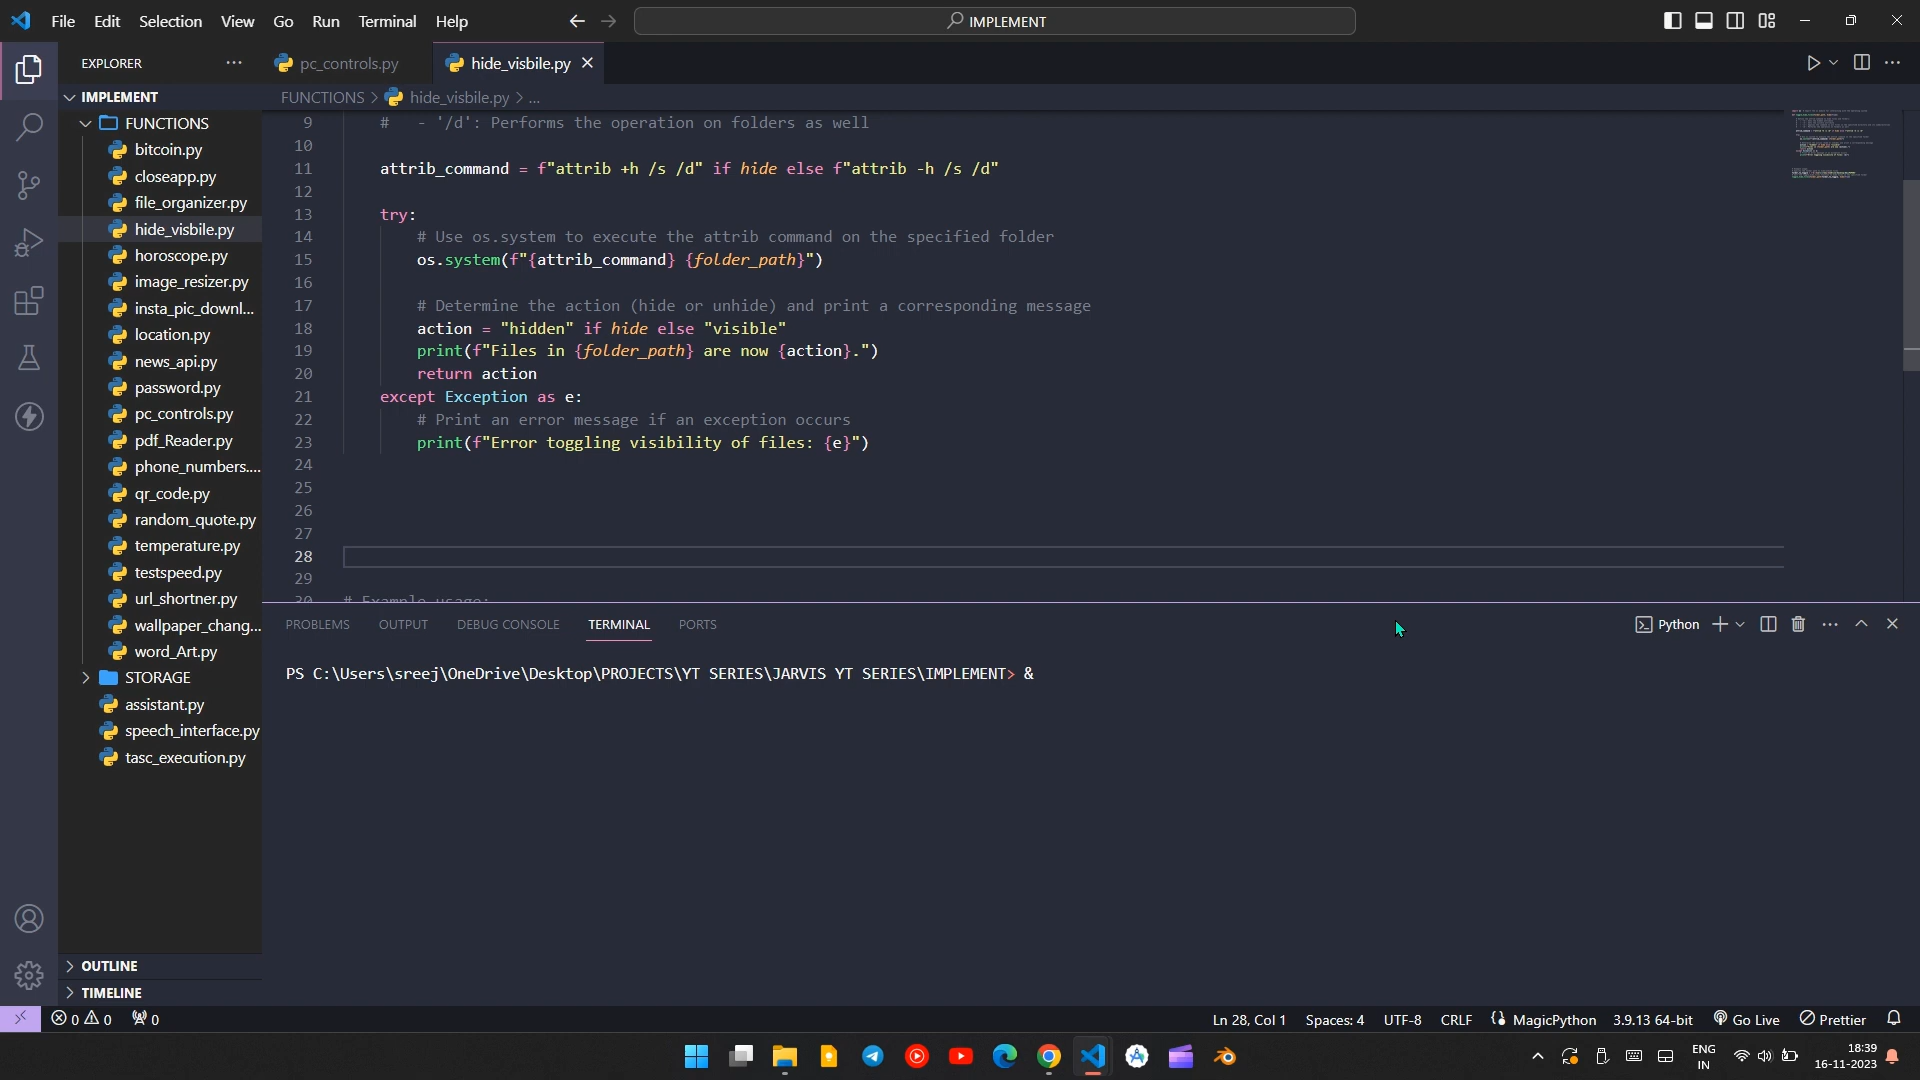 File Edit Selection View Go Run Terminal Help
IMPLEMENT
EXPLORER
pc_controls.py
hide_visbile.py
IMPLEMENT
FUNCTIONS > hide_visbile.py > ...
FUNCTIONS
bitcoin.py
closeapp.py
file_organizer.py
hide_visbile.py
horoscope.py
image_resizer.py
insta_pic_downl...
location.py
news_api.py
password.py
pc_controls.py
pdf_Reader.py
phone_numbers....
qr_code.py
random_quote.py
temperature.py
testspeed.py
url_shortner.py
wallpaper_chang...
word_Art.py
STORAGE
assistant.py
speech_interface.py
tasc_execution.py
OUTLINE
TIMELINE
9 # - '/d': Performs the operation on folders as well
10
11 attrib_command = f"attrib +h /s /d" if hide else f"attrib -h /s /d"
12
13 try:
14 # Use os.system to execute the attrib command on the specified folder
15 os.system(f"{attrib_command} {folder_path}")
16
17 # Determine the action (hide or unhide) and print a corresponding message
18 action = "hidden" if hide else "visible"
19 print(f"Files in {folder_path} are now {action}.")
20 return action
21 except Exception as e:
22 # Print an error message if an exception occurs
23 print(f"Error toggling visibility of files: {e}")
24
25
26
27
28
29
30 # Example usage:
PROBLEMS OUTPUT DEBUG CONSOLE TERMINAL PORTS
Python
PS C:\Users\sreej\OneDrive\Desktop\PROJECTS\YT SERIES\JARVIS YT SERIES\IMPLEMENT> &
0 0 0
Ln 28, Col 1 Spaces: 4 UTF-8 CRLF MagicPython 3.9.13 64-bit Go Live Prettier
ENG
IN
18:39
16-11-2023